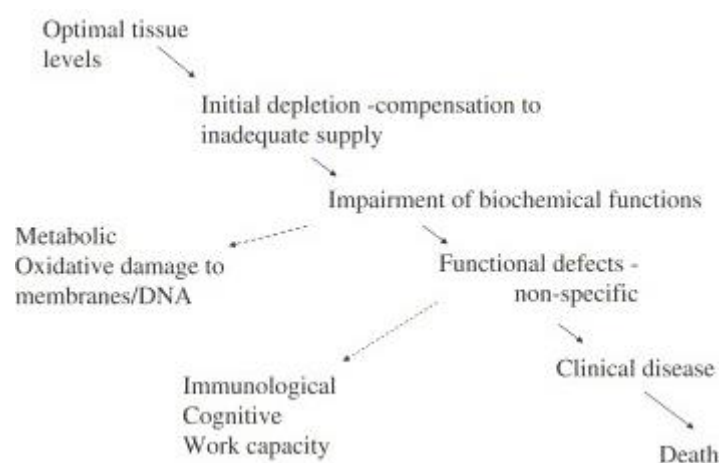 Optimal tissue
levels
Initial depletion -compensation to
inadequate supply
Impairment of biochemical functions
Metabolic
Oxidative damage to
membranes/DNA
Functional defects -
non-specific
Clinical disease
Immunological
Cognitive
Work capacity
Death